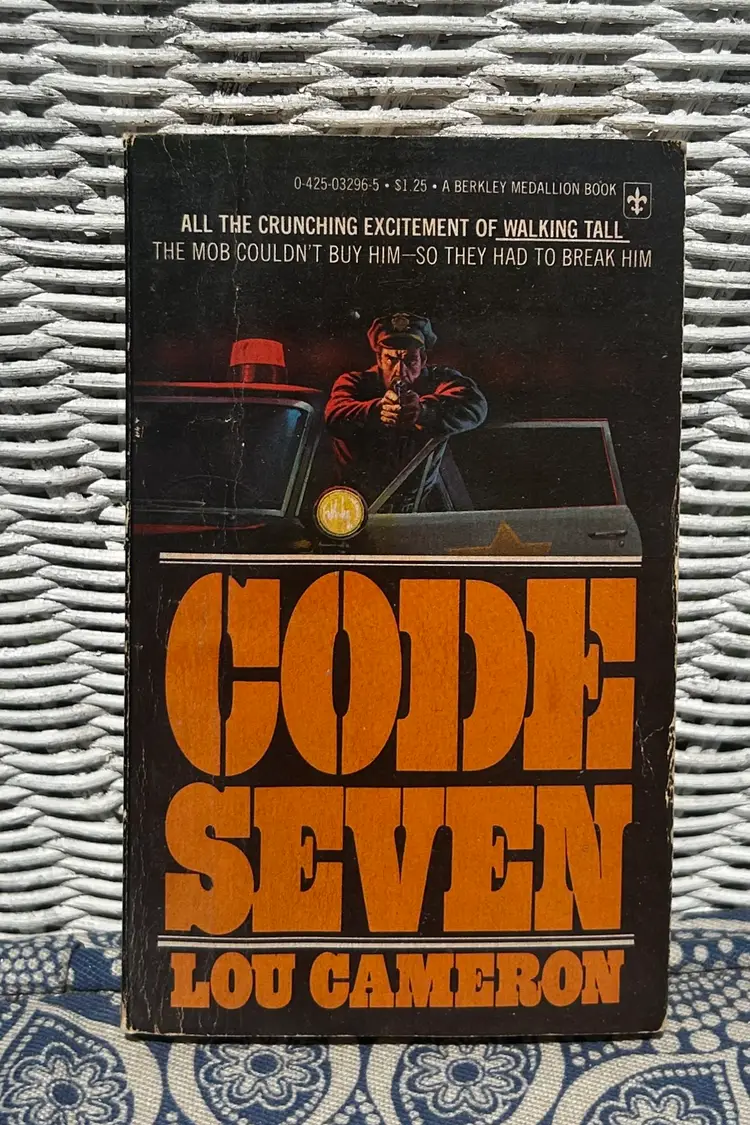 0-425-03296-5 • $1.25 • A BERKLEY MEDALLION BOOK
ALL THE CRUNCHING EXCITEMENT OF WALKING TALL
THE MOB COULDN'T BUY HIM—SO THEY HAD TO BREAK HIM
CODE
SEVEN
LOU CAMERON